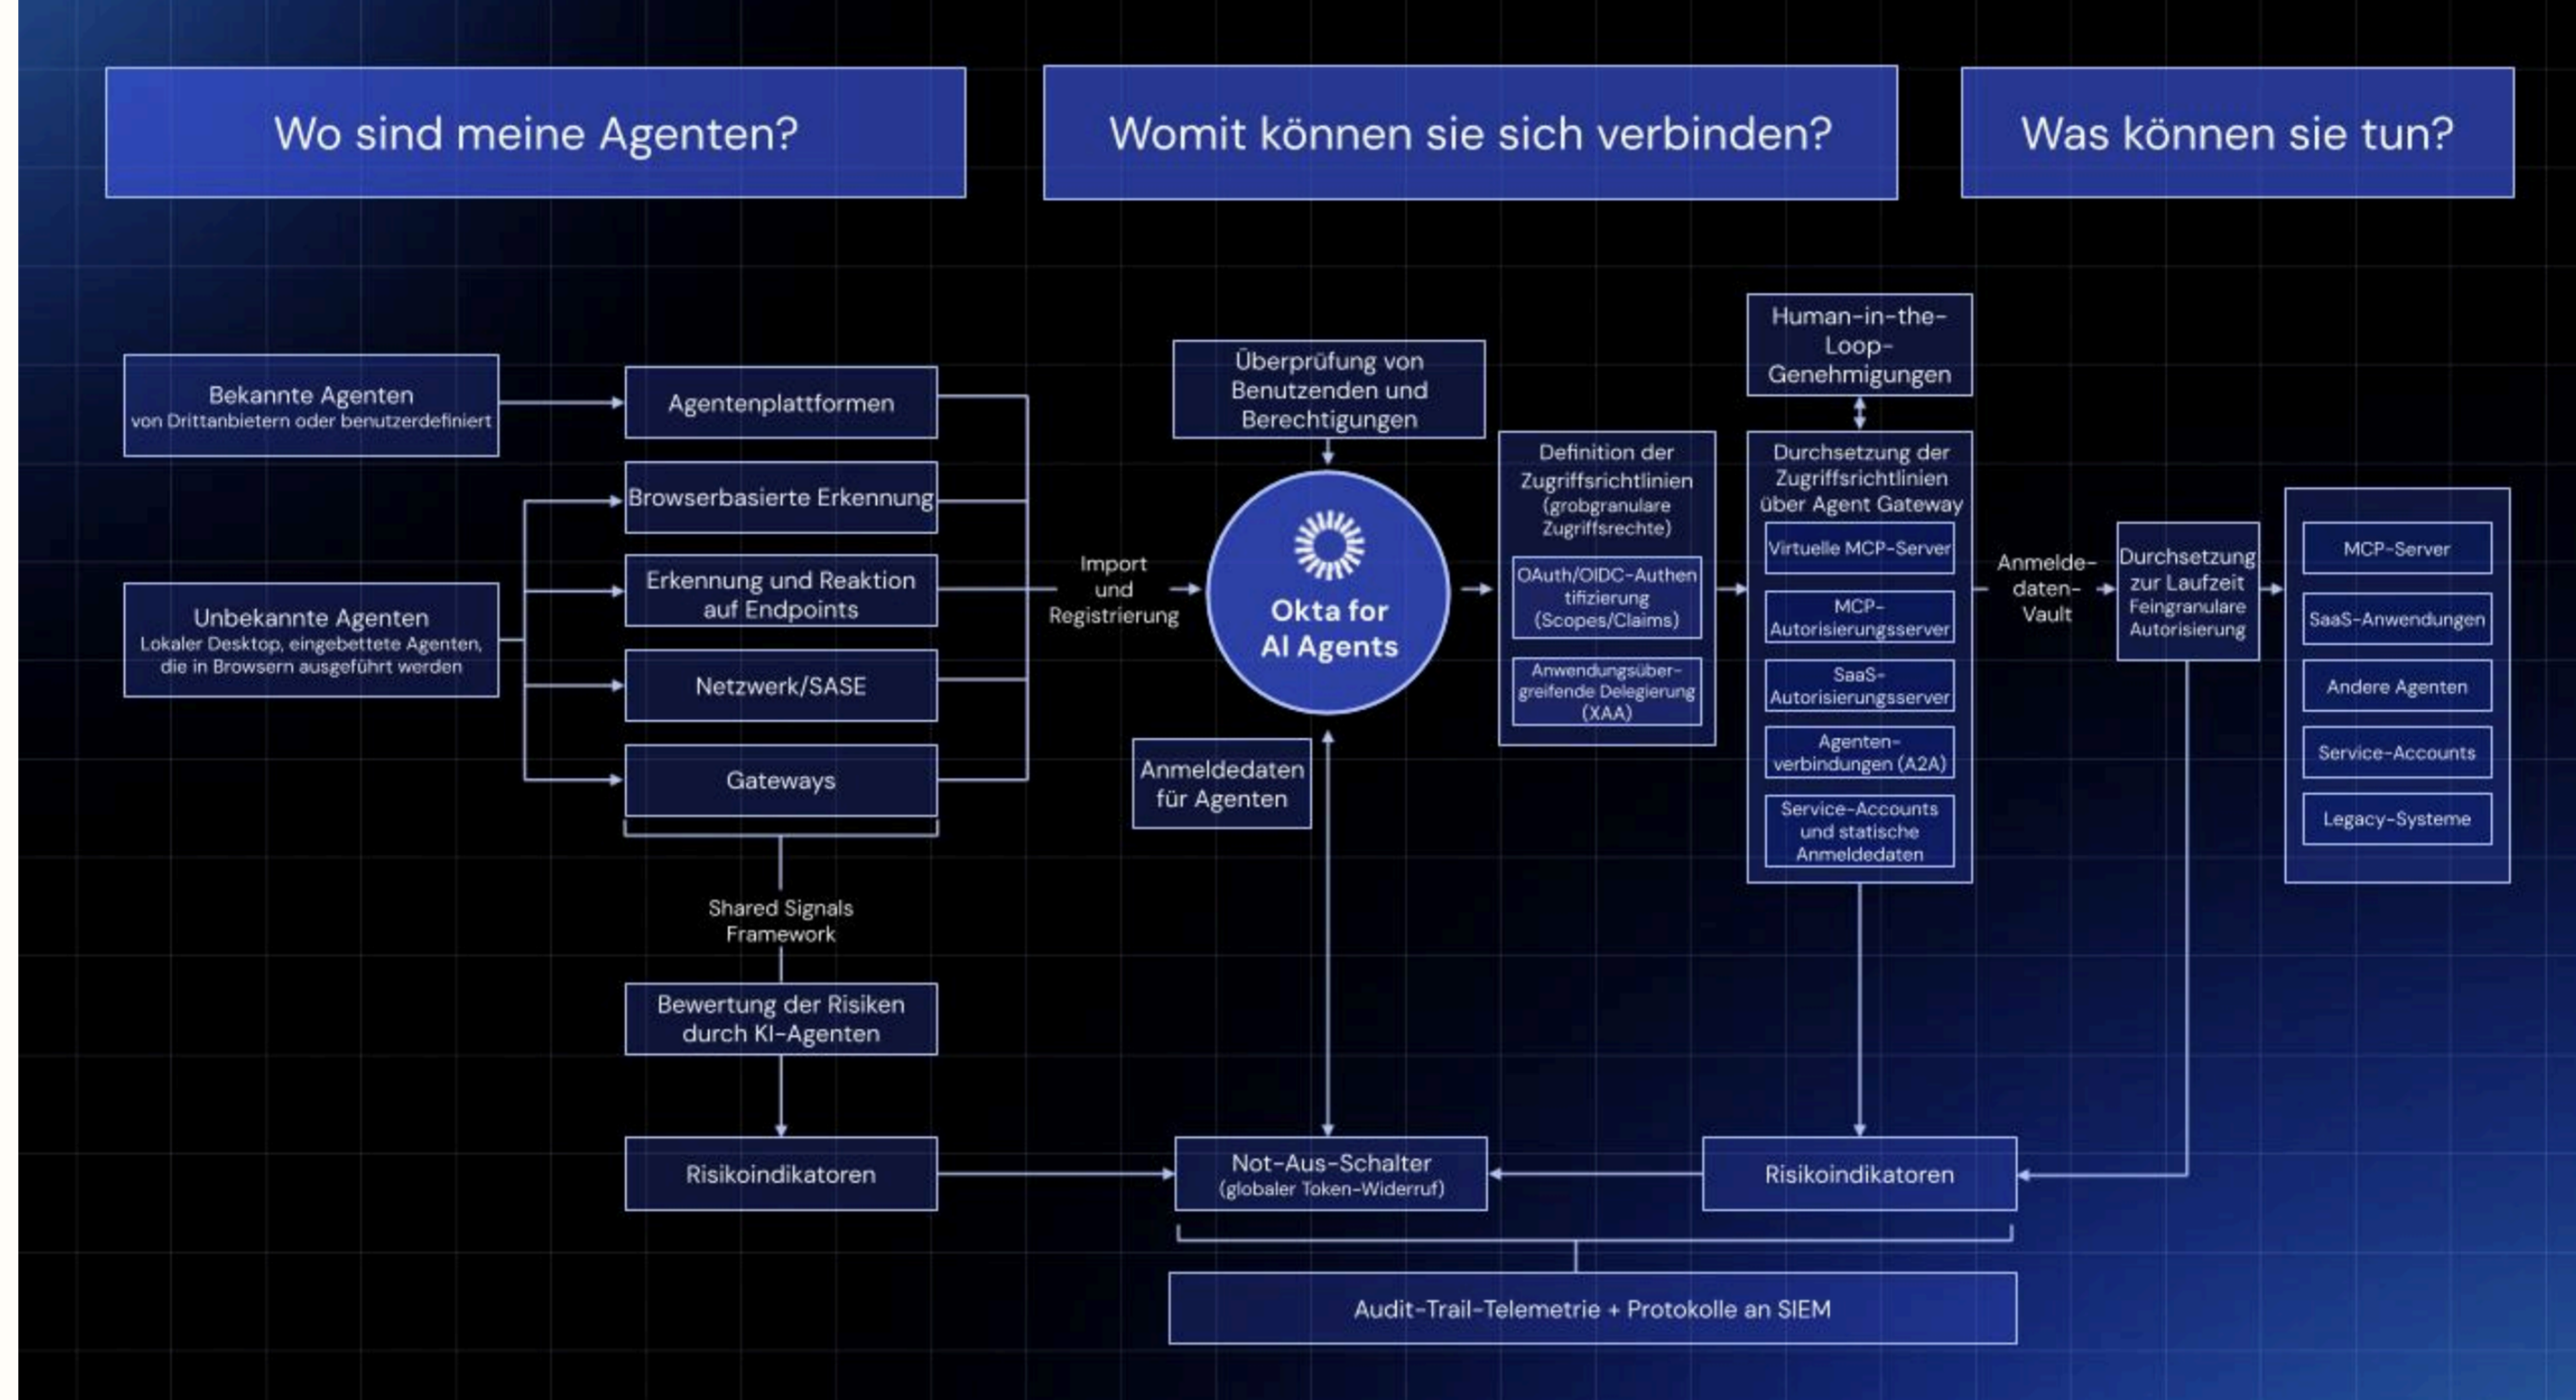 Wo sind meine Agenten?
Womit können sie sich verbinden?
Was können sie tun?
Bekannte Agenten
von Drittanbietern oder benutzerdefiniert
Unbekannte Agenten
Lokaler Desktop, eingebettete Agenten,
die in Browsern ausgeführt werden
Agentenplattformen
Browserbasierte Erkennung
Erkennung und Reaktion
auf Endpoints
Netzwerk/SASE
Gateways
Shared Signals
Framework
Bewertung der Risiken
durch KI-Agenten
Risikoindikatoren
Import
und
Registrierung
Überprüfung von
Benutzenden und
Berechtigungen
Okta for
AI Agents
Anmeldedaten
für Agenten
Not-Aus-Schalter
(globaler Token-Widerruf)
Definition der
Zugriffsrichtlinien
(grobgranulare
Zugriffsrechte)
OAuth/OIDC-Authen
tifizierung
(Scopes/Claims)
Anwendungsüber-
greifende Delegierung
(XAA)
Human-in-the-
Loop-
Genehmigungen
Durchsetzung der
Zugriffsrichtlinien
über Agent Gateway
Virtuelle MCP-Server
MCP-
Autorisierungsserver
SaaS-
Autorisierungsserver
Agenten-
verbindungen (A2A)
Service-Accounts
und statische
Anmeldedaten
Risikoindikatoren
Anmelde-
daten-
Vault
Durchsetzung
zur Laufzeit
Feingranulare
Autorisierung
MCP-Server
SaaS-Anwendungen
Andere Agenten
Service-Accounts
Legacy-Systeme
Audit-Trail-Telemetrie + Protokolle an SIEM